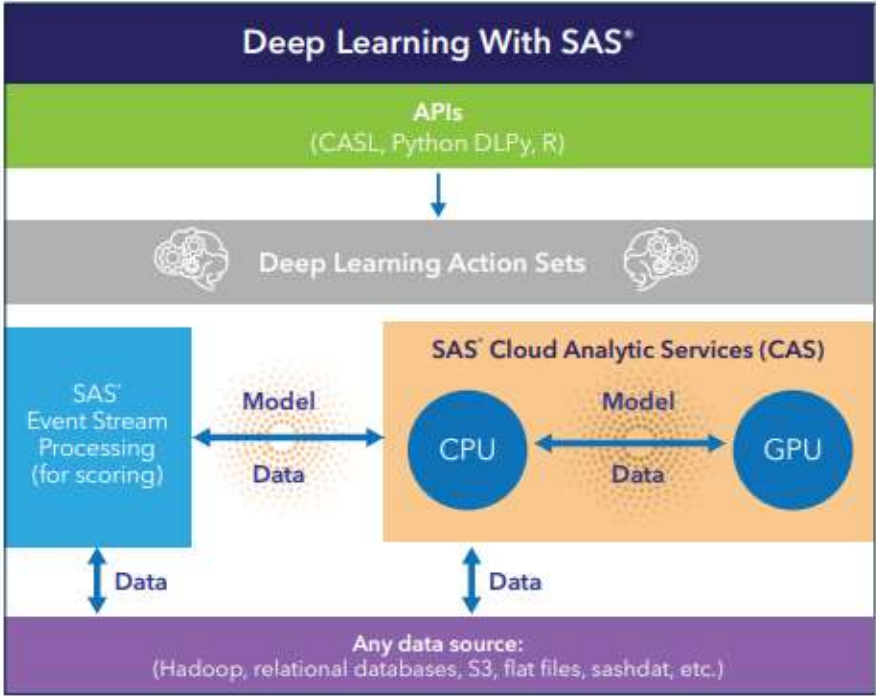 Deep Learning With SAS®
APIs
(CASL, Python DLPy, R)
Deep Learning Action Sets
SAS®
Event Stream
Processing
(for scoring)
Model
Data
SAS® Cloud Analytic Services (CAS)
CPU
Model
Data
GPU
Data
Data
Any data source:
(Hadoop, relational databases, S3, flat files, sashdat, etc.)